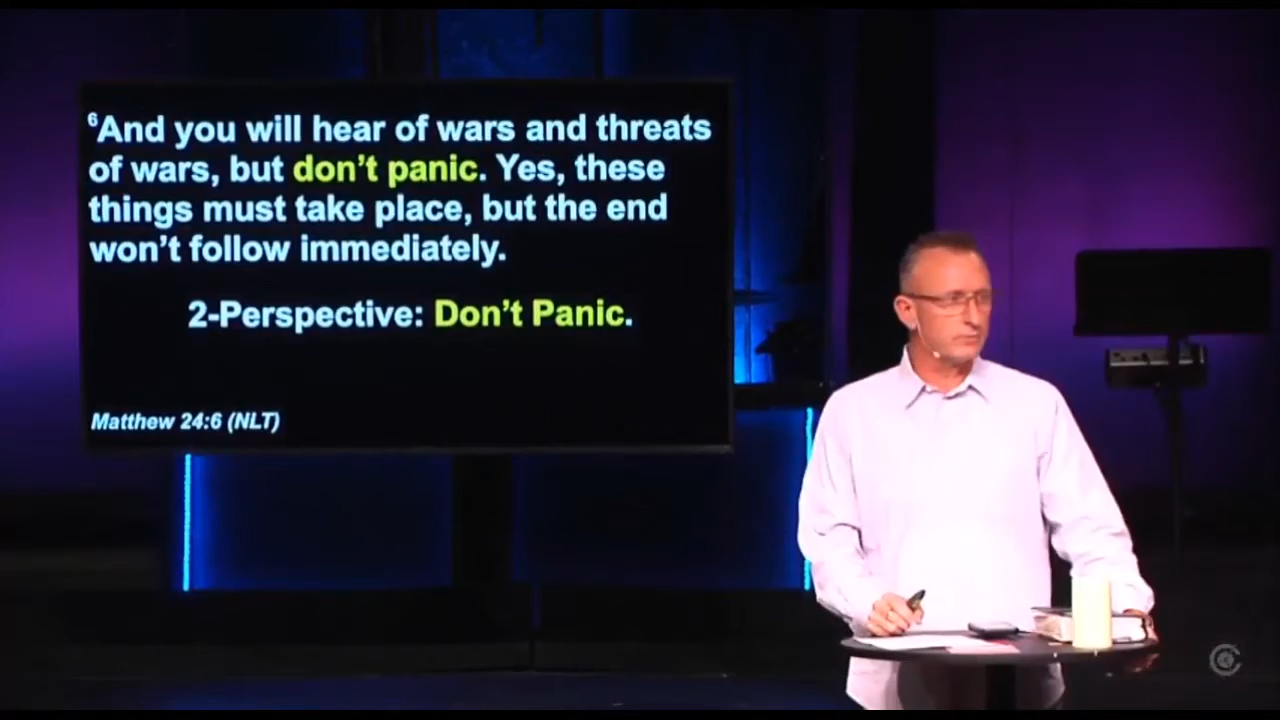 ⁶And you will hear of wars and threats
of wars, but don't panic. Yes, these
things must take place, but the end
won't follow immediately.
2-Perspective: Don't Panic.
Matthew 24:6 (NLT)